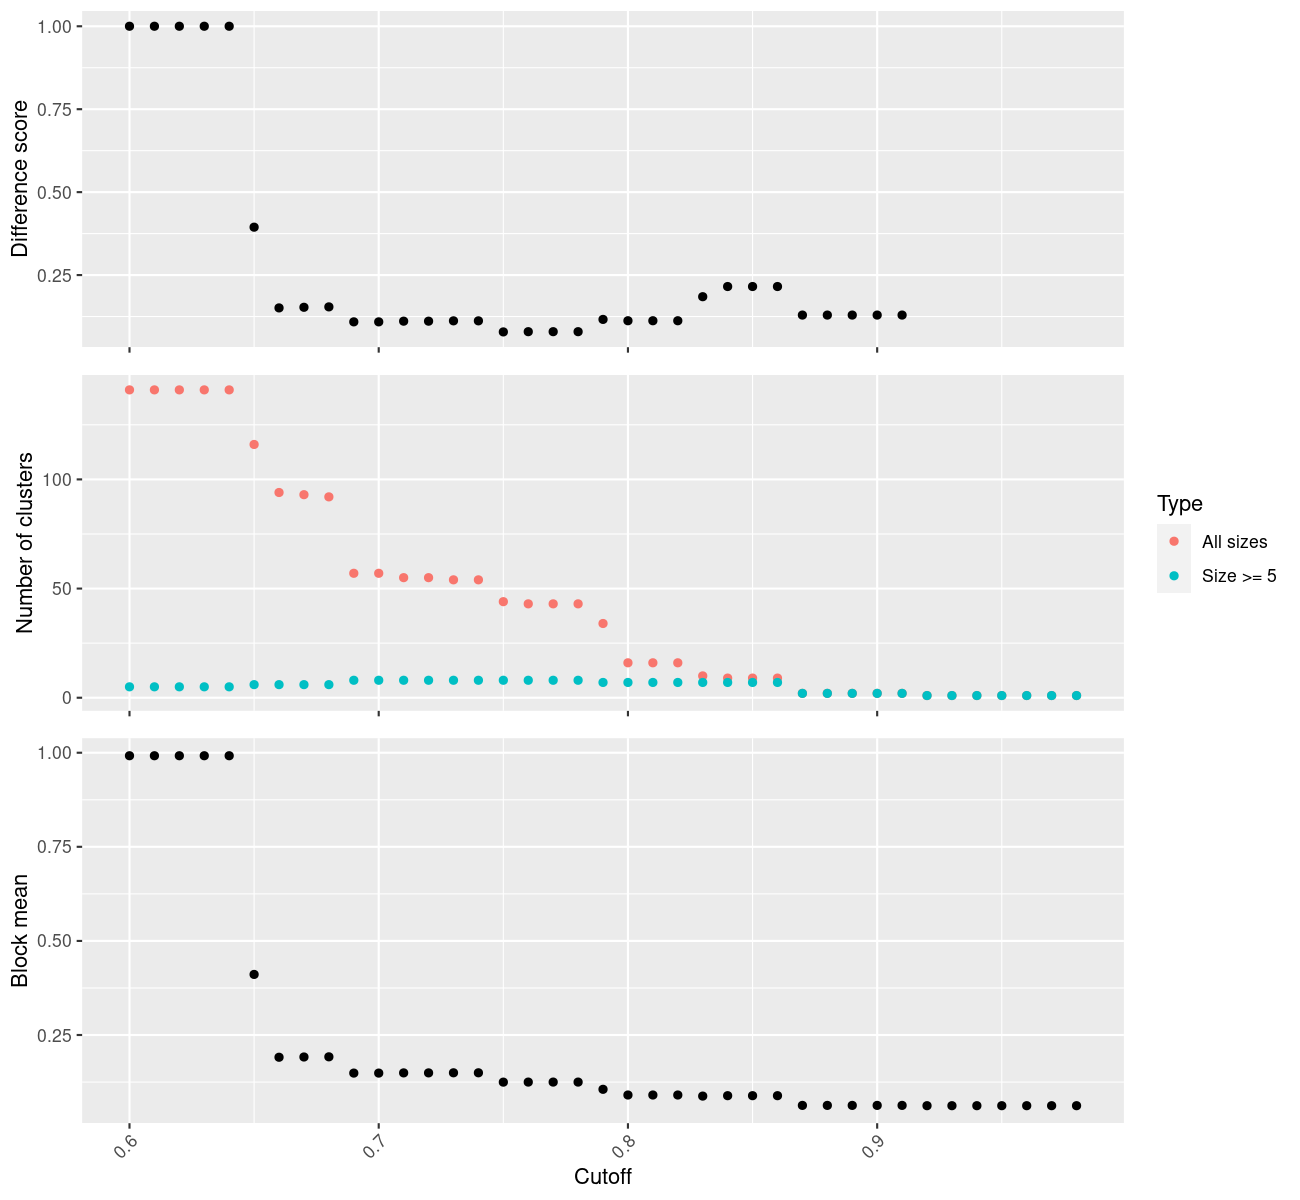 1.00
0.75
0.50
0.25
Difference score
100
50
0
Number of clusters
Type
All sizes
Size >= 5
1.00
0.75
0.50
0.25
Block mean
0.6
0.7
0.8
0.9
Cutoff